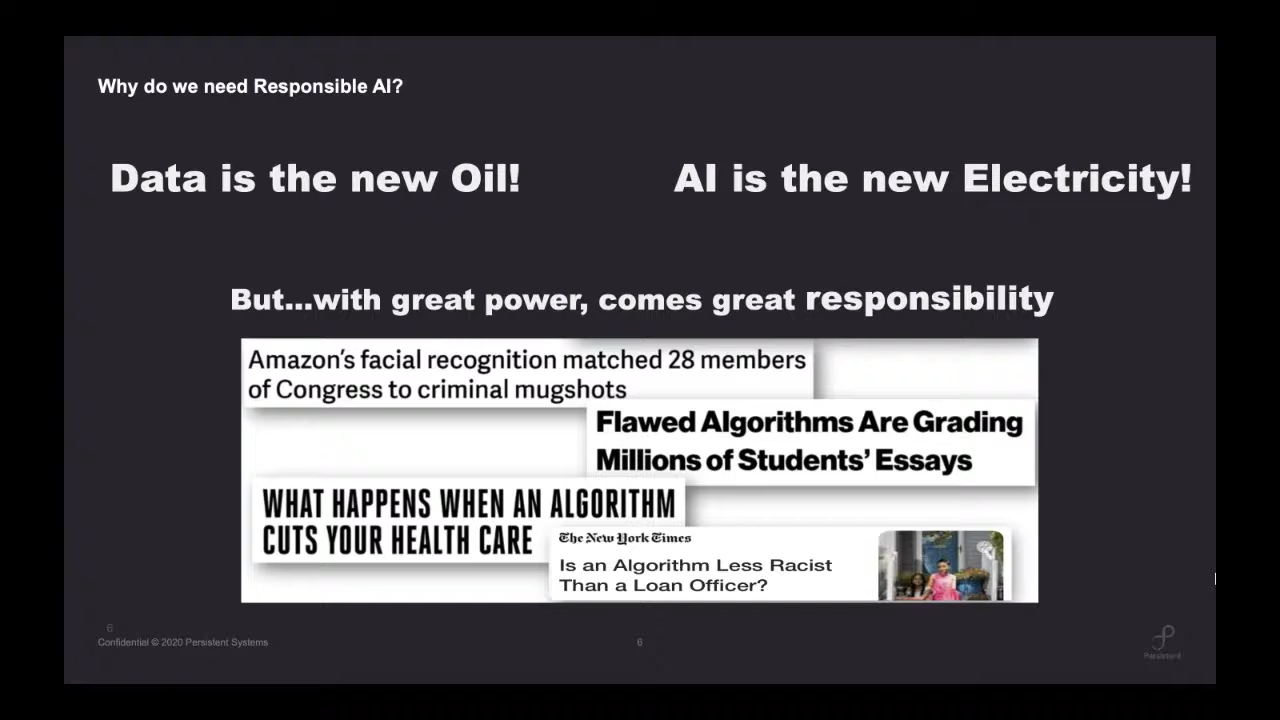 Why do we need Responsible AI?
Data is the new Oil!
AI is the new Electricity!
But...with great power, comes great responsibility
Amazon's facial recognition matched 28 members
of Congress to criminal mugshots
Flawed Algorithms Are Grading
Millions of Students' Essays
WHAT HAPPENS WHEN AN ALGORITHM
CUTS YOUR HEALTH CARE
The New York Times
Is an Algorithm Less Racist
Than a Loan Officer?
6
Confidential © 2020 Persistent Systems
6
Persistent